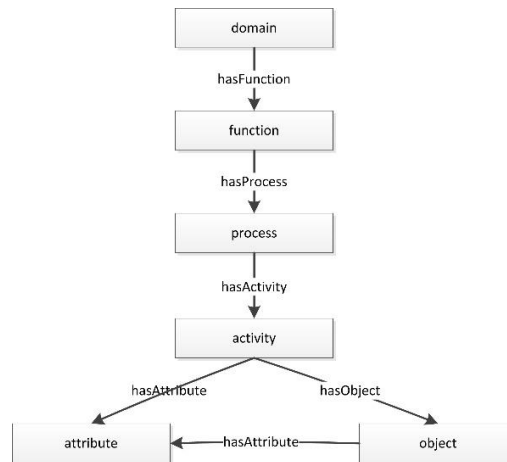 domain
hasFunction
function
hasProcess
process
hasActivity
activity
hasAttribute
hasObject
attribute
hasAttribute
object